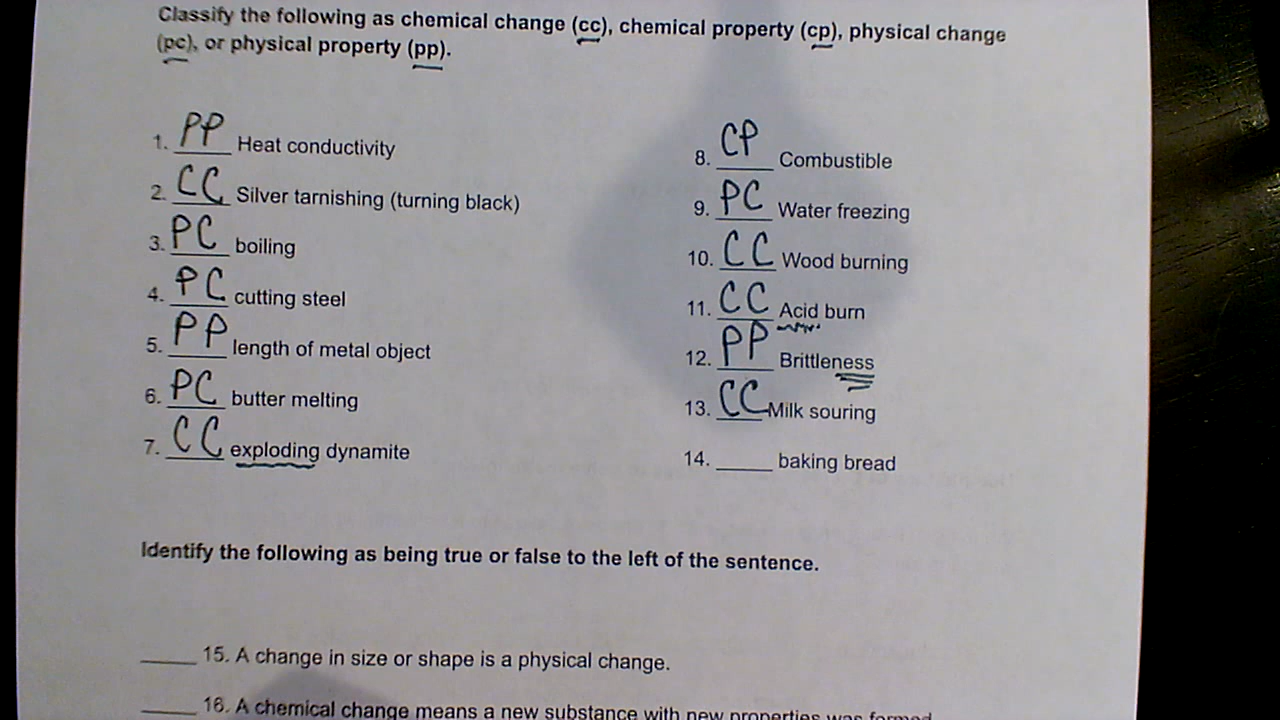 Classify the following as chemical change (cc), chemical property (cp), physical change
(pc), or physical property (pp).
1. PP Heat conductivity
2. CC Silver tarnishing (turning black)
3. PC boiling
4. PC cutting steel
5. PP length of metal object
6. PC butter melting
7. CC exploding dynamite
8. CP Combustible
9. PC Water freezing
10. CC Wood burning
11. CC Acid burn
12. PP Brittleness
13. CC Milk souring
14. _____ baking bread
Identify the following as being true or false to the left of the sentence.
_____ 15. A change in size or shape is a physical change.
_____ 16. A chemical change means a new substance with new properties was formed